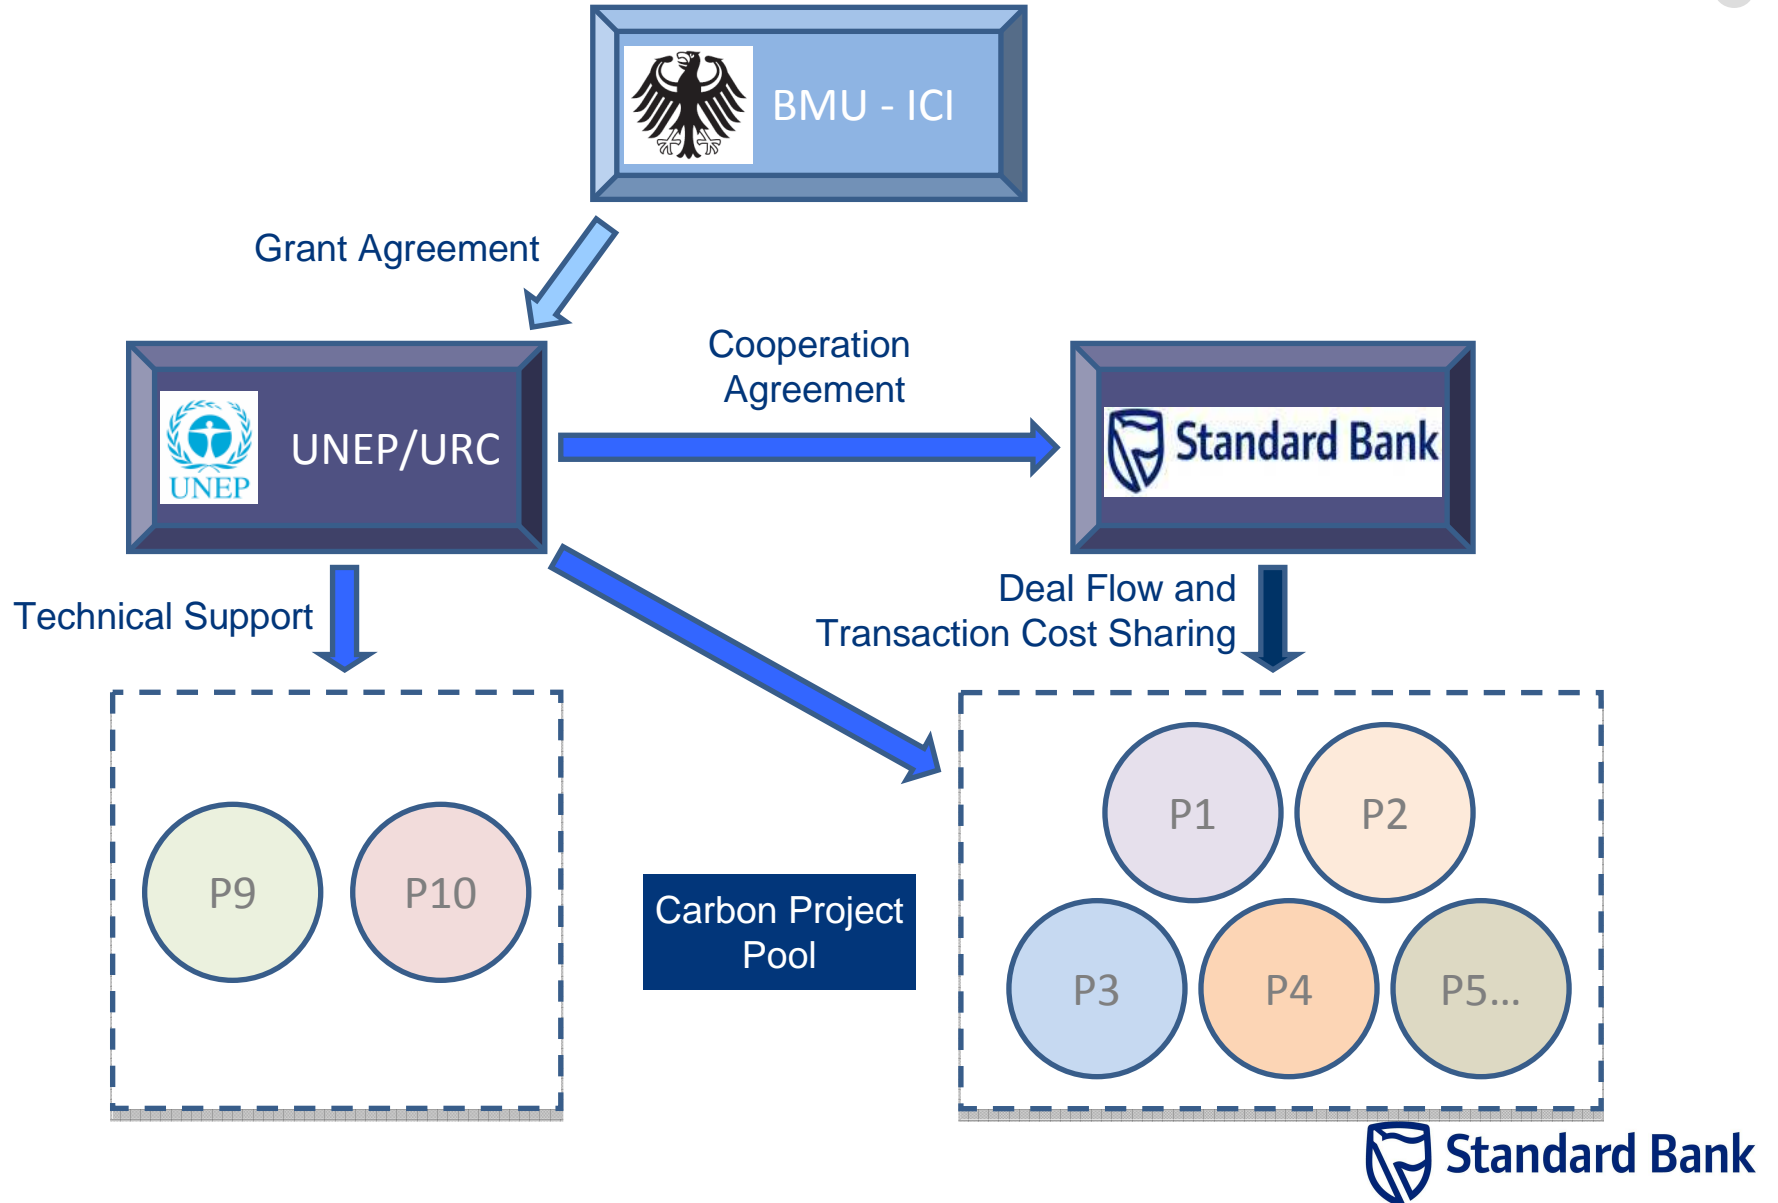 BMU - ICI
Grant Agreement
Cooperation
Agreement
UNEP
UNEP/URC
Standard Bank
Technical Support
Deal Flow and
Transaction Cost Sharing
P1
P2
P9
P10
Carbon Project
Pool
P3
P4
P5...
Standard Bank